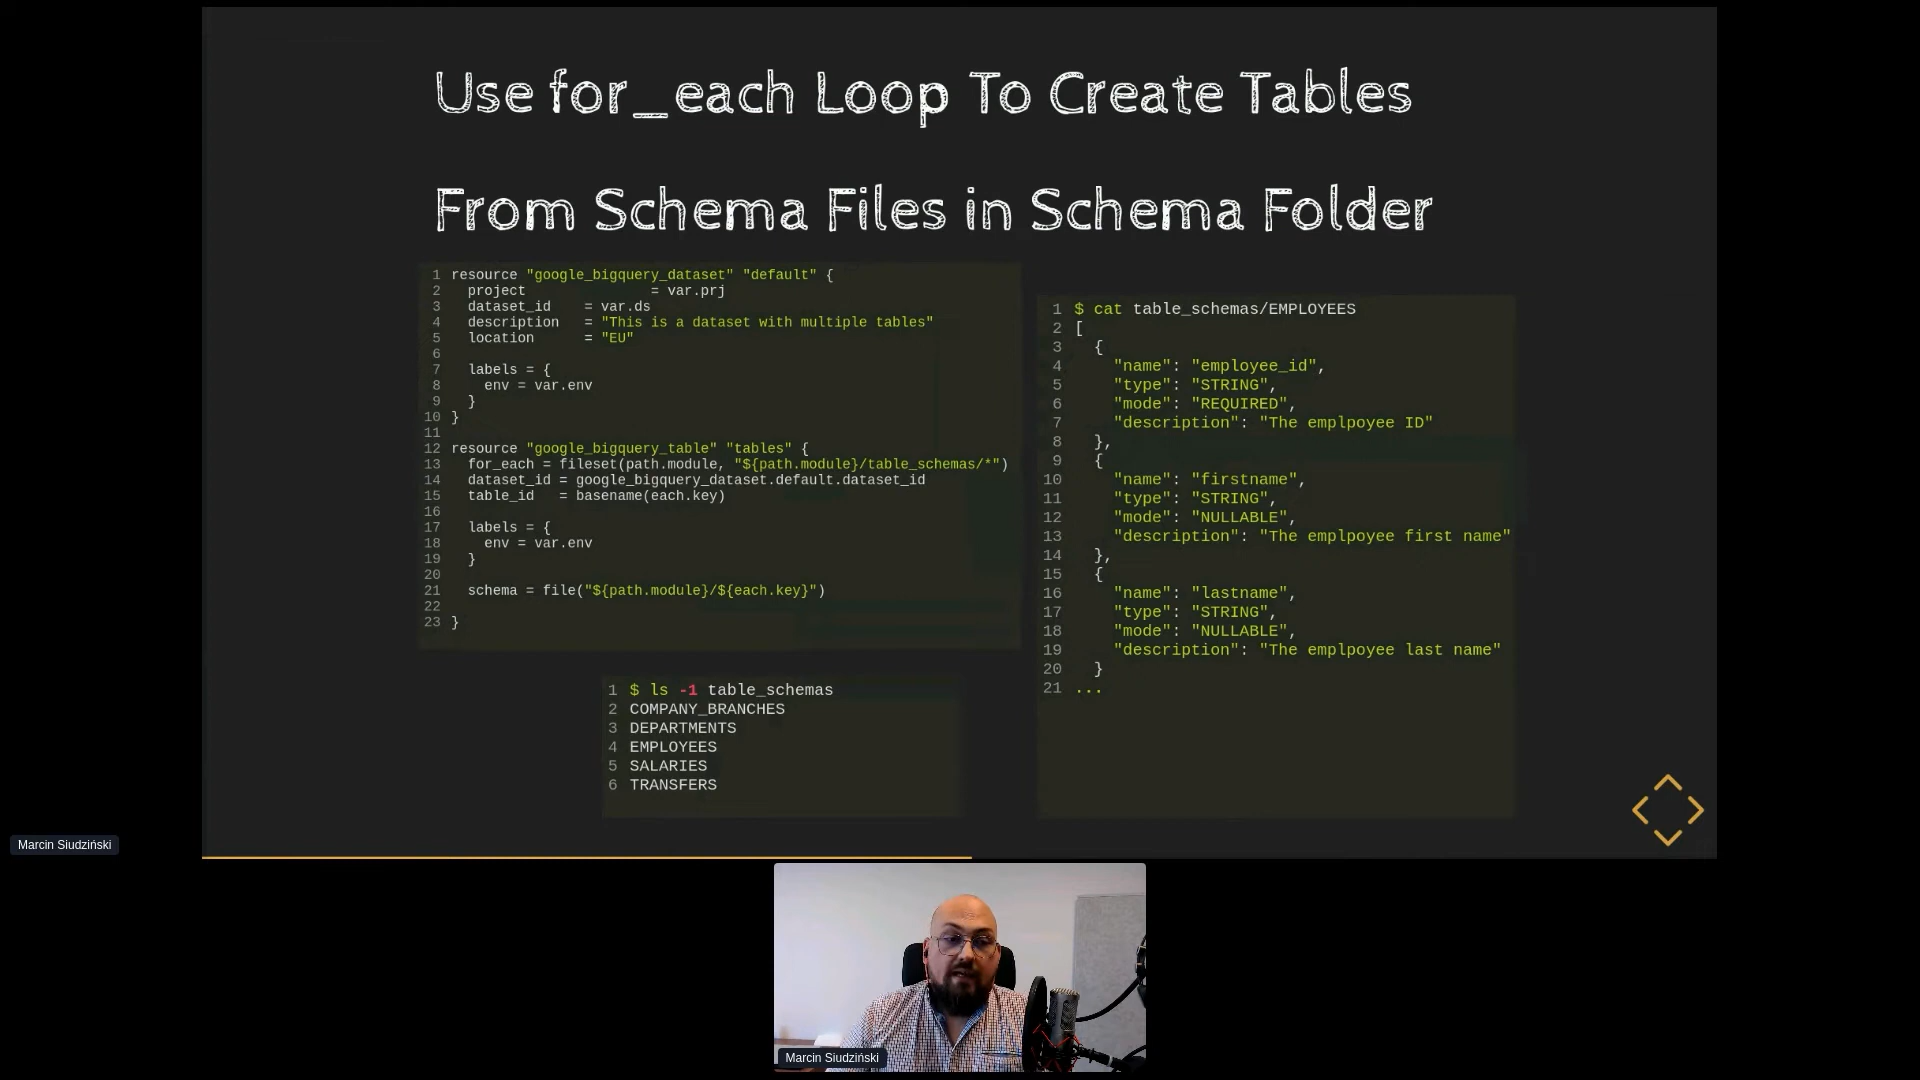 Use for_each Loop To Create Tables
From Schema Files in Schema Folder
1 resource "google_bigquery_dataset" "default" {
2   project               = var.prj
3   dataset_id    = var.ds
4   description   = "This is a dataset with multiple tables"
5   location      = "EU"
6
7   labels = {
8     env = var.env
9   }
10 }
11
12 resource "google_bigquery_table" "tables" {
13   for_each = fileset(path.module, "${path.module}/table_schemas/*")
14   dataset_id = google_bigquery_dataset.default.dataset_id
15   table_id   = basename(each.key)
16
17   labels = {
18     env = var.env
19   }
20
21   schema = file("${path.module}/${each.key}")
22
23 }
1 $ ls -1 table_schemas
2 COMPANY_BRANCHES
3 DEPARTMENTS
4 EMPLOYEES
5 SALARIES
6 TRANSFERS
1 $ cat table_schemas/EMPLOYEES
2 [
3   {
4     "name": "employee_id",
5     "type": "STRING",
6     "mode": "REQUIRED",
7     "description": "The emlpoyee ID"
8   },
9   {
10     "name": "firstname",
11     "type": "STRING",
12     "mode": "NULLABLE",
13     "description": "The emlpoyee first name"
14   },
15   {
16     "name": "lastname",
17     "type": "STRING",
18     "mode": "NULLABLE",
19     "description": "The emlpoyee last name"
20   }
21 ...
Marcin Siudziński
Marcin Siudziński